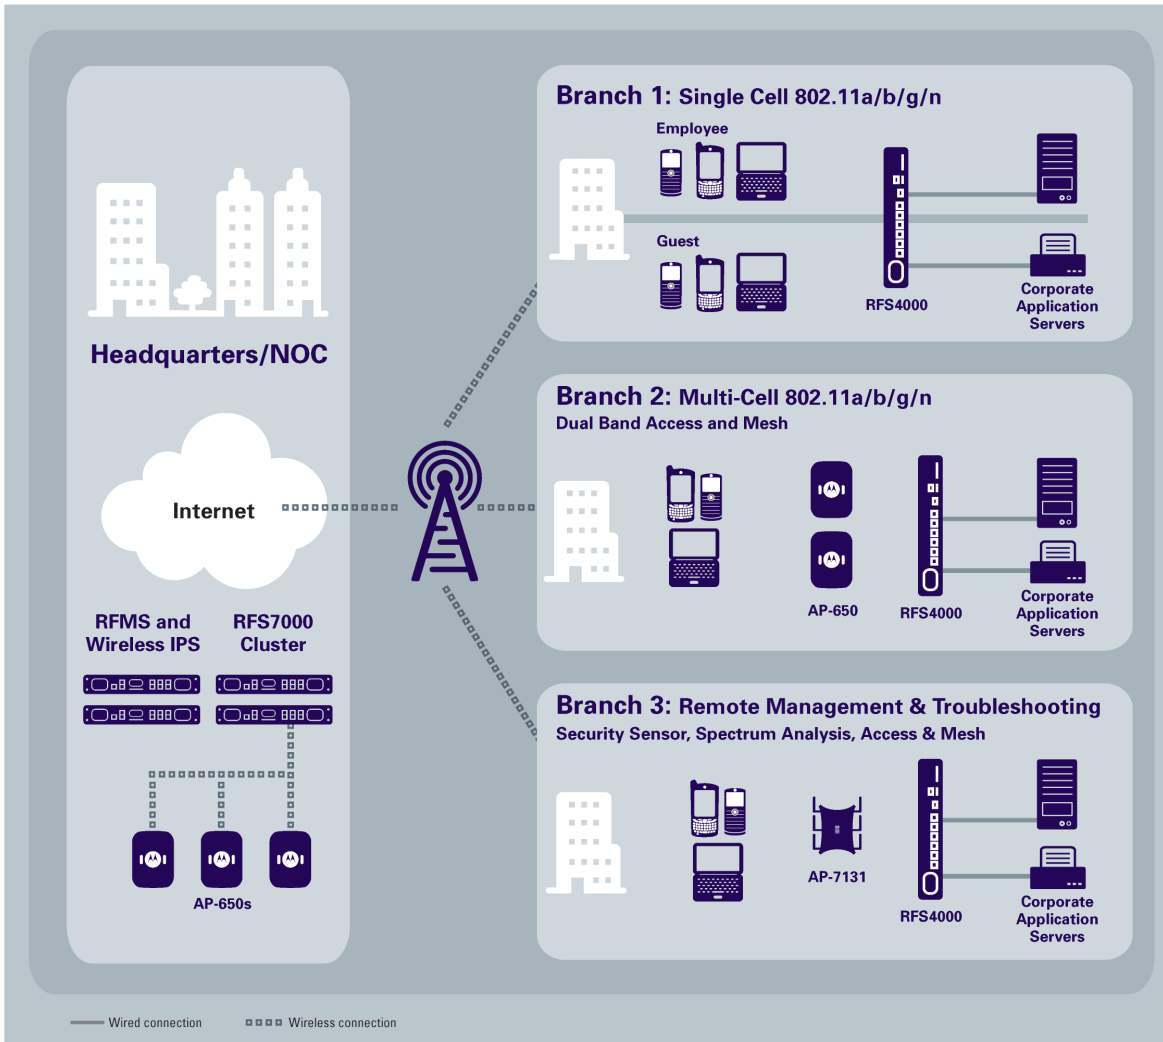 Headquarters/NOC
Internet
RFMS and
Wireless IPS
RFS7000
Cluster
AP-650s
Branch 1: Single Cell 802.11a/b/g/n
Employee
Guest
RFS4000
Corporate
Application
Servers
Branch 2: Multi-Cell 802.11a/b/g/n
Dual Band Access and Mesh
AP-650
RFS4000
Corporate
Application
Servers
Branch 3: Remote Management & Troubleshooting
Security Sensor, Spectrum Analysis, Access & Mesh
AP-7131
RFS4000
Corporate
Application
Servers
Wired connection
Wireless connection